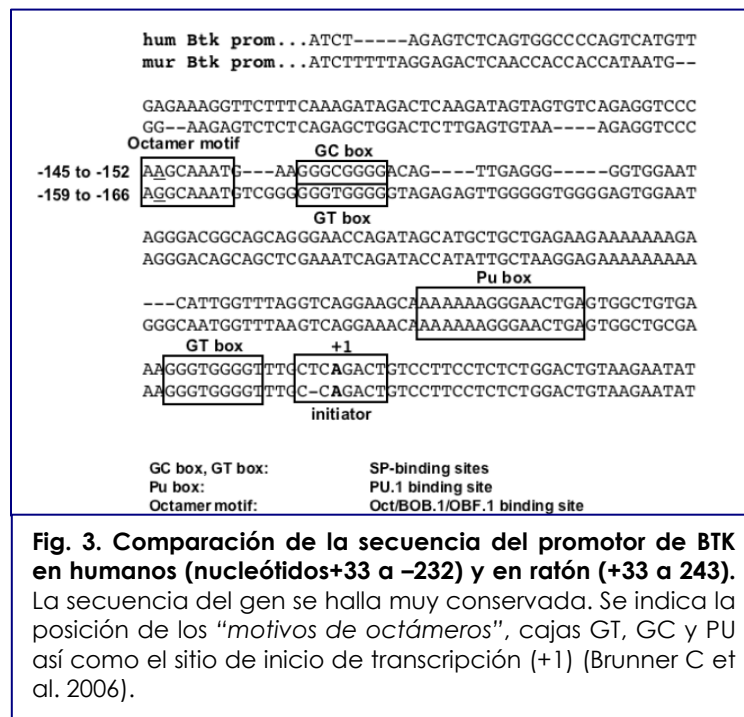 hum Btk prom...ATCT-----AGAGTCTCAGTGGCCCCAGTCATGTT
mur Btk prom...ATCTTTTTAGGAGACTCAACCACCACCATAATG--
GAGAAAGGTTCTTTCAAAGATAGACTCAAGATAGTAGTGTCAGAGGTCCC
GG--AAGAGTCTCTCAGAGCTGGACTCTTGAGTGTAA----AGAGGTCCC
Octamer motif GC box
-145 to -152 AAGCAAATG---AAGGGCGGGGACAG----TTGAGGG----GGTGGAAT
-159 to -166 AGGCAAATGTCGGGGGGTGGGGGTAGAGAGTTGGGGGTGGGGAGTGGAAT
GT box
AGGGACGGCAGCAGGGAACCAGATAGCATGCTGCTGAGAAGAAAAAAAGA
AGGGACAGCAGCTCGAAATCAGATACCATATTGCTAAGGAGAAAAAAAAA
Pu box
---CATTGGTTTAGGTCAGGAAGCAAAAAAAGGGAACTGAGTGGCTGTGA
GGGCAATGGTTTAAGTCAGGAAACAAAAAAAGGGAACTGAGTGGCTGCGA
GT box +1
AAGGGTGGGGTTTGCTCAGACTGTCCTTCCTCTCTGGACTGTAAGAATAT
AAGGGTGGGGTTTGC-CAGACTGTCCTTCCTCTCTGGACTGTAAGAATAT
initiator
GC box, GT box: SP-binding sites
Pu box: PU.1 binding site
Octamer motif: Oct/BOB.1/OBF.1 binding site
Fig. 3. Comparación de la secuencia del promotor de BTK
en humanos (nucleótidos+33 a –232) y en ratón (+33 a 243).
La secuencia del gen se halla muy conservada. Se indica la
posición de los “motivos de octámeros”, cajas GT, GC y PU
así como el sitio de inicio de transcripción (+1) (Brunner C et
al. 2006).